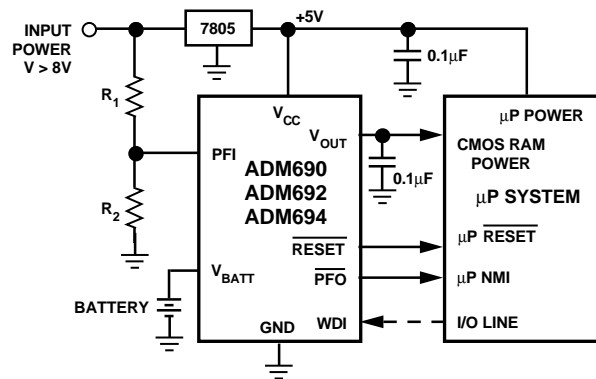 INPUT
POWER
V > 8V
7805
+5V
0.1µF
R1
R2
PFI
VCC
VOUT
0.1µF
ADM690
ADM692
ADM694
RESET
PFO
VBATT
BATTERY
GND
WDI
µP POWER
CMOS RAM
POWER
µP SYSTEM
µP RESET
µP NMI
I/O LINE